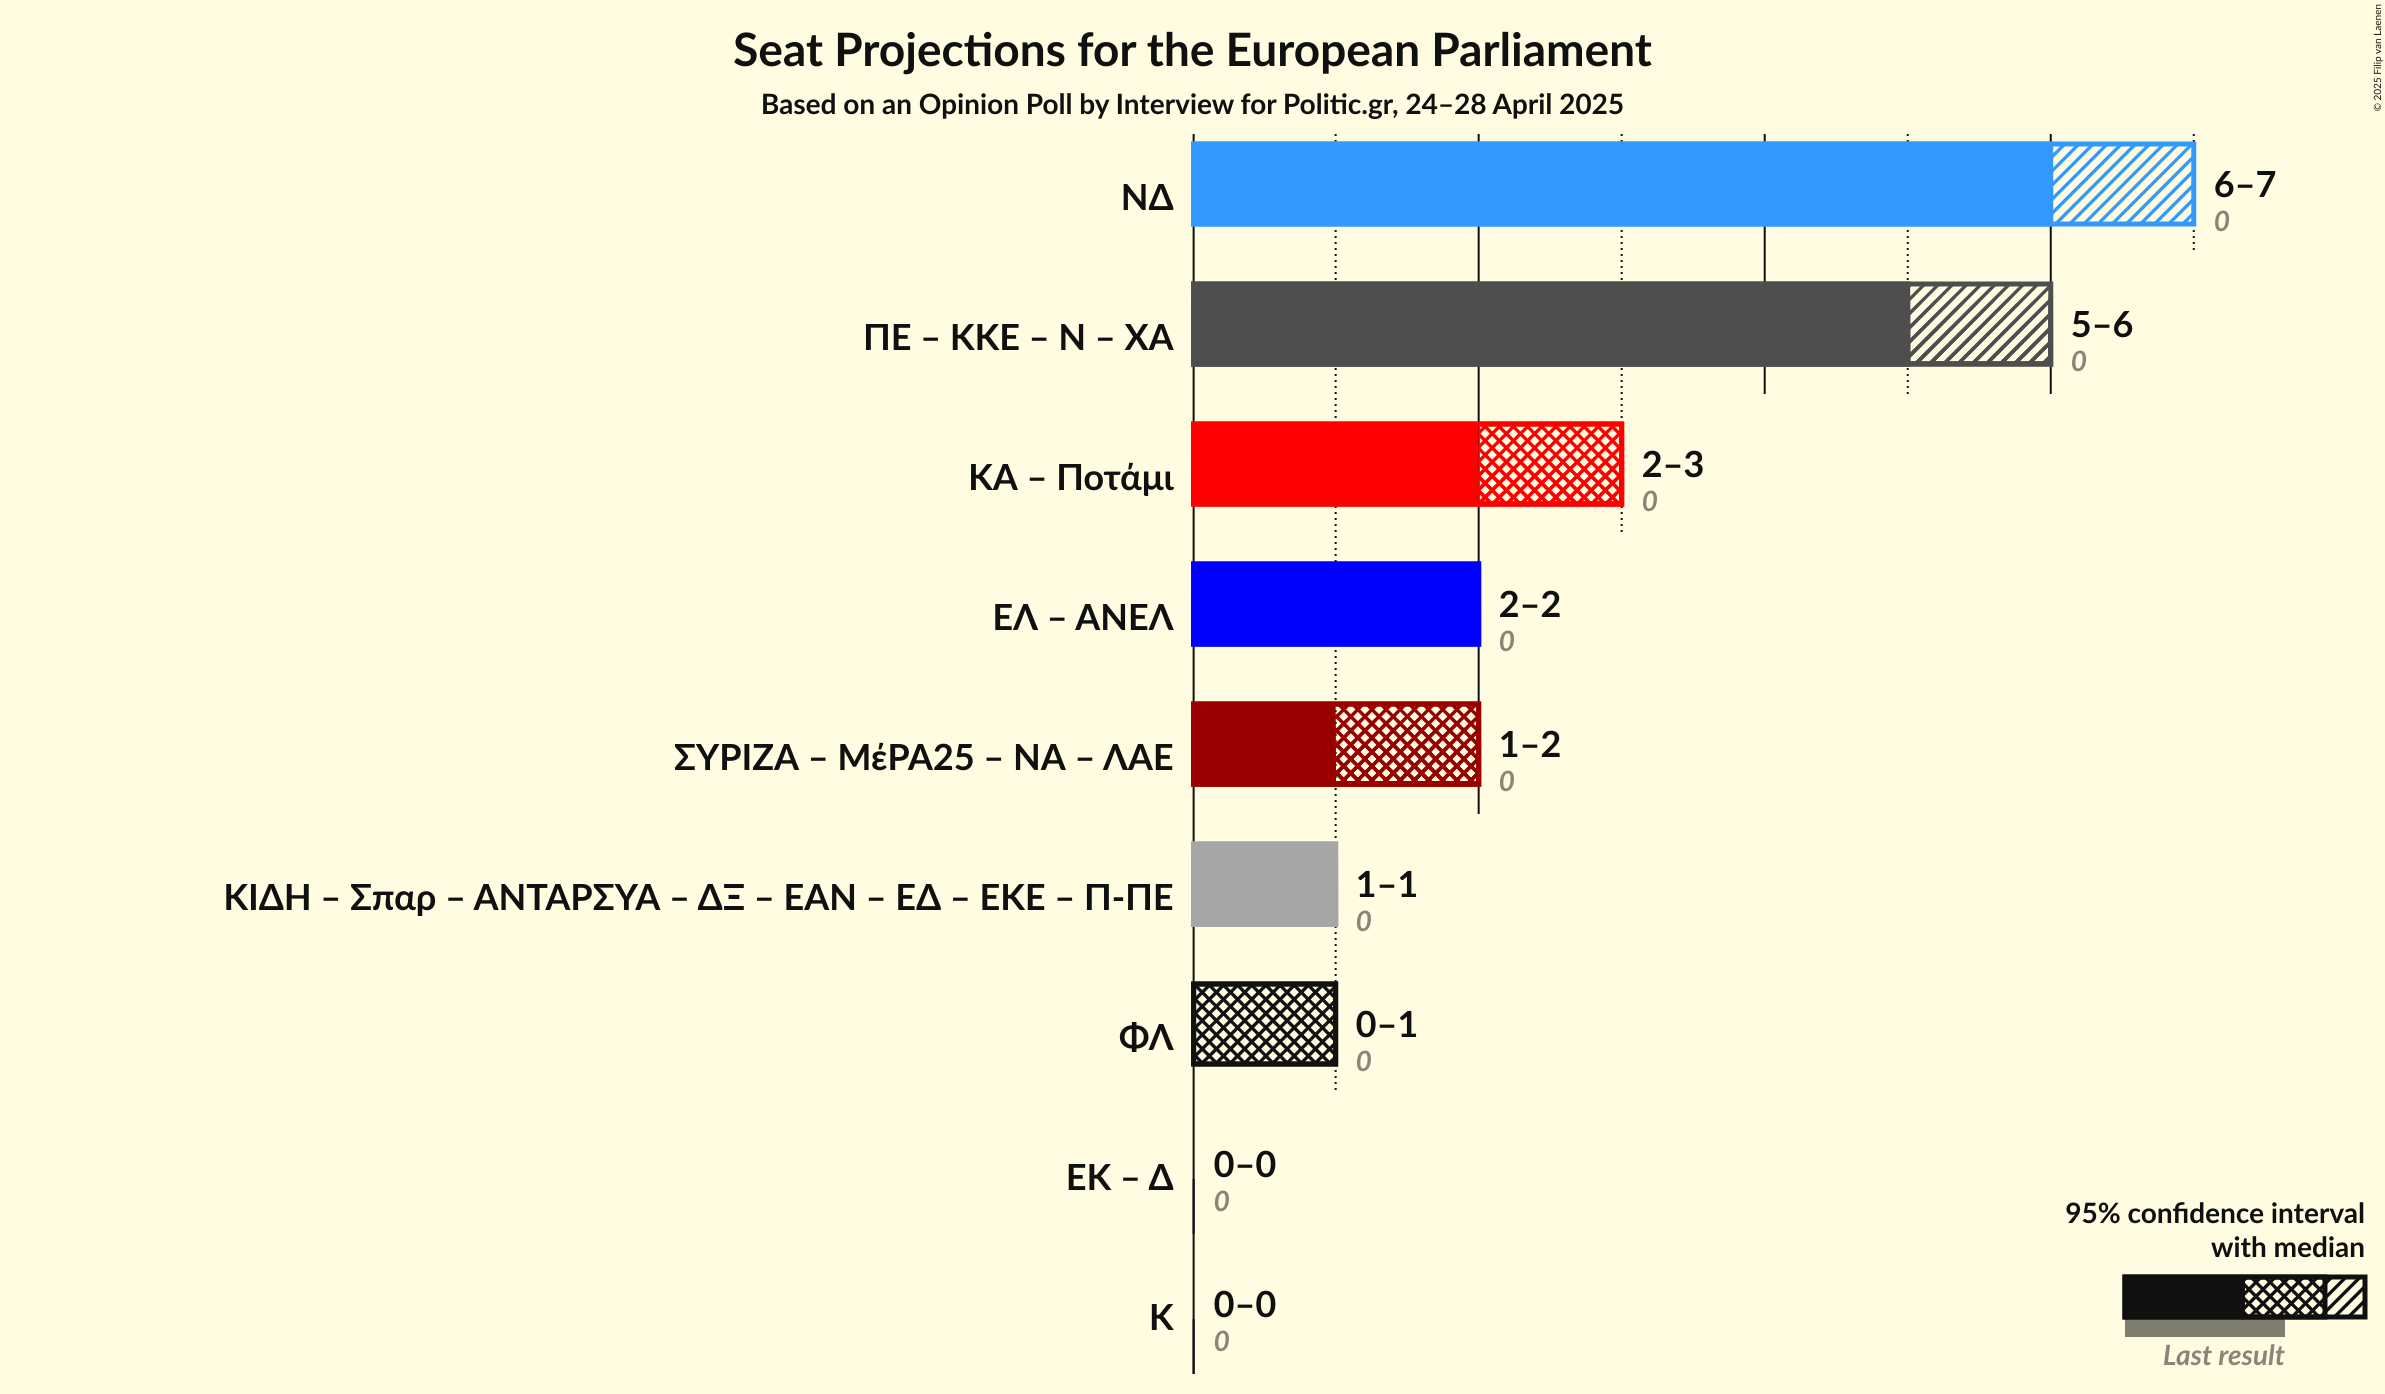 Seat Projections for the European Parliament
Based on an Opinion Poll by Interview for Politic.gr, 24–28 April 2025
© 2025 Filip van Laenen
ΝΔ
6–7
0
ΠΕ – ΚΚΕ – Ν – ΧΑ
5–6
0
ΚΑ – Ποτάμι
2–3
0
ΕΛ – ΑΝΕΛ
2–2
0
ΣΥΡΙΖΑ – ΜέΡΑ25 – ΝΑ – ΛΑΕ
1–2
0
ΚΙΔΗ – Σπαρ – ΑΝΤΑΡΣΥΑ – ΔΞ – ΕΑΝ – ΕΔ – ΕΚΕ – Π-ΠΕ
1–1
0
ΦΛ
0–1
0
ΕΚ – Δ
0–0
0
Κ
0–0
0
95% confidence interval
with median
Last result